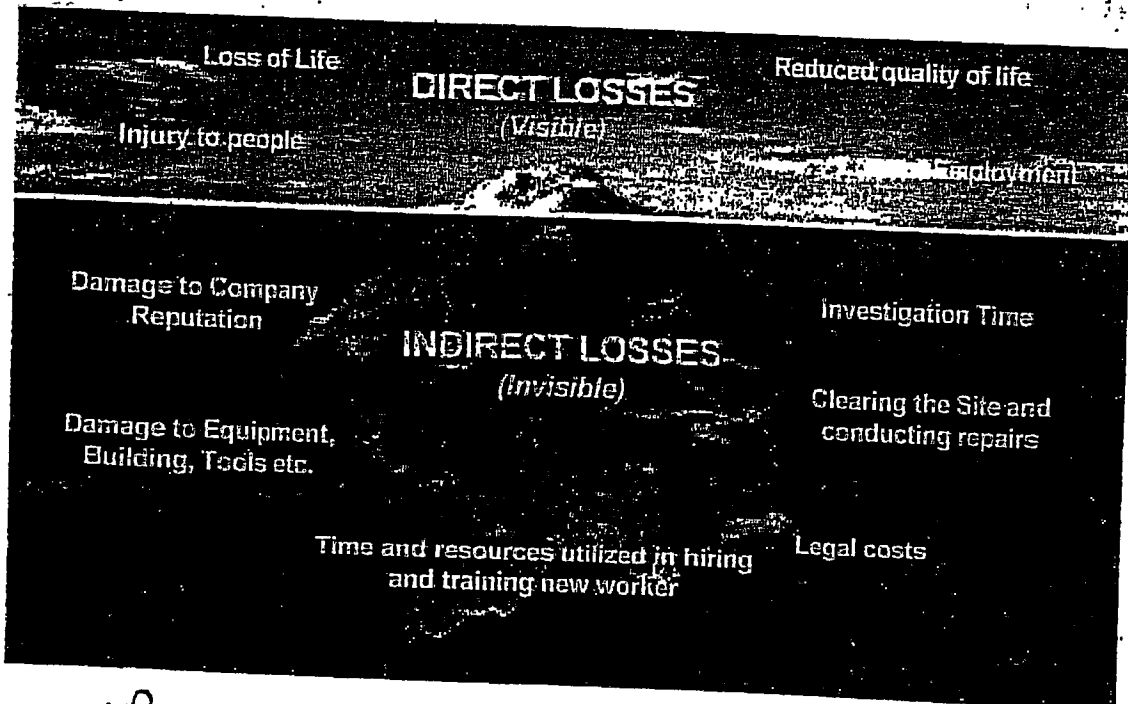 Loss of Life
DIRECT LOSSES
(Visible)
Reduced quality of life
Injury to people
Employment
Damage to Company
Reputation
INDIRECT LOSSES
(Invisible)
Investigation Time
Damage to Equipment,
Building, Tools etc.
Clearing the Site and
conducting repairs
Time and resources utilized in hiring
and training new worker
Legal costs